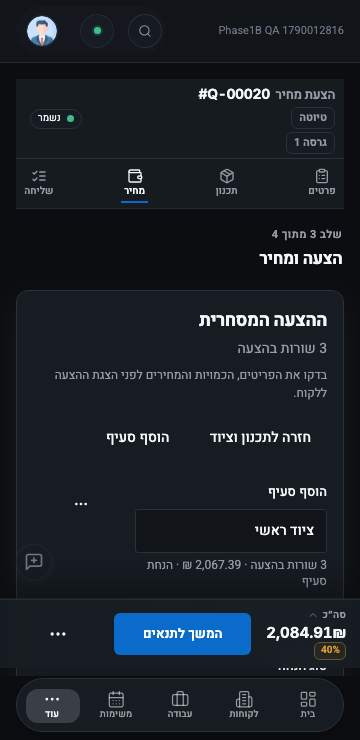 Phase1B QA 1790012816
הצעת מחיר #Q-00020
טיוטה
גרסה 1
נשמר
פרטים
תכנון
מחיר
שליחה
שלב 3 מתוך 4
הצעה ומחיר
ההצעה המסחרית
3 שורות בהצעה
בדקו את הפריטים, הכמויות והמחירים לפני הצגת ההצעה
ללקוח.
חזרה לתכנון וציוד
הוסף סעיף
הוסף סעיף
ציוד ראשי
3 שורות בהצעה · 2,067.39 ₪ · הנחת
סעיף
סה״כ
₪2,084.91
40%
המשך לתנאים
בית
לקוחות
עבודה
משימות
עוד